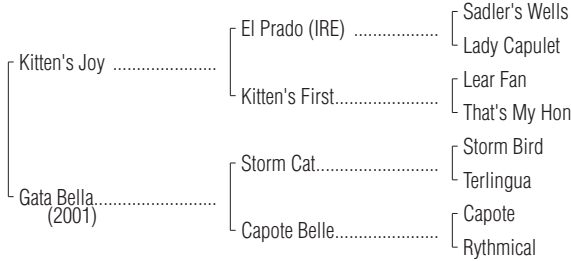 Sadler's Wells
El Prado (IRE) ..................
Lady Capulet
Kitten's Joy ......................
Lear Fan
Kitten's First......................
That's My Hon
Storm Bird
Storm Cat..........................
Terlingua
Gata Bella..........................
(2001)
Capote
Capote Belle......................
Rythmical